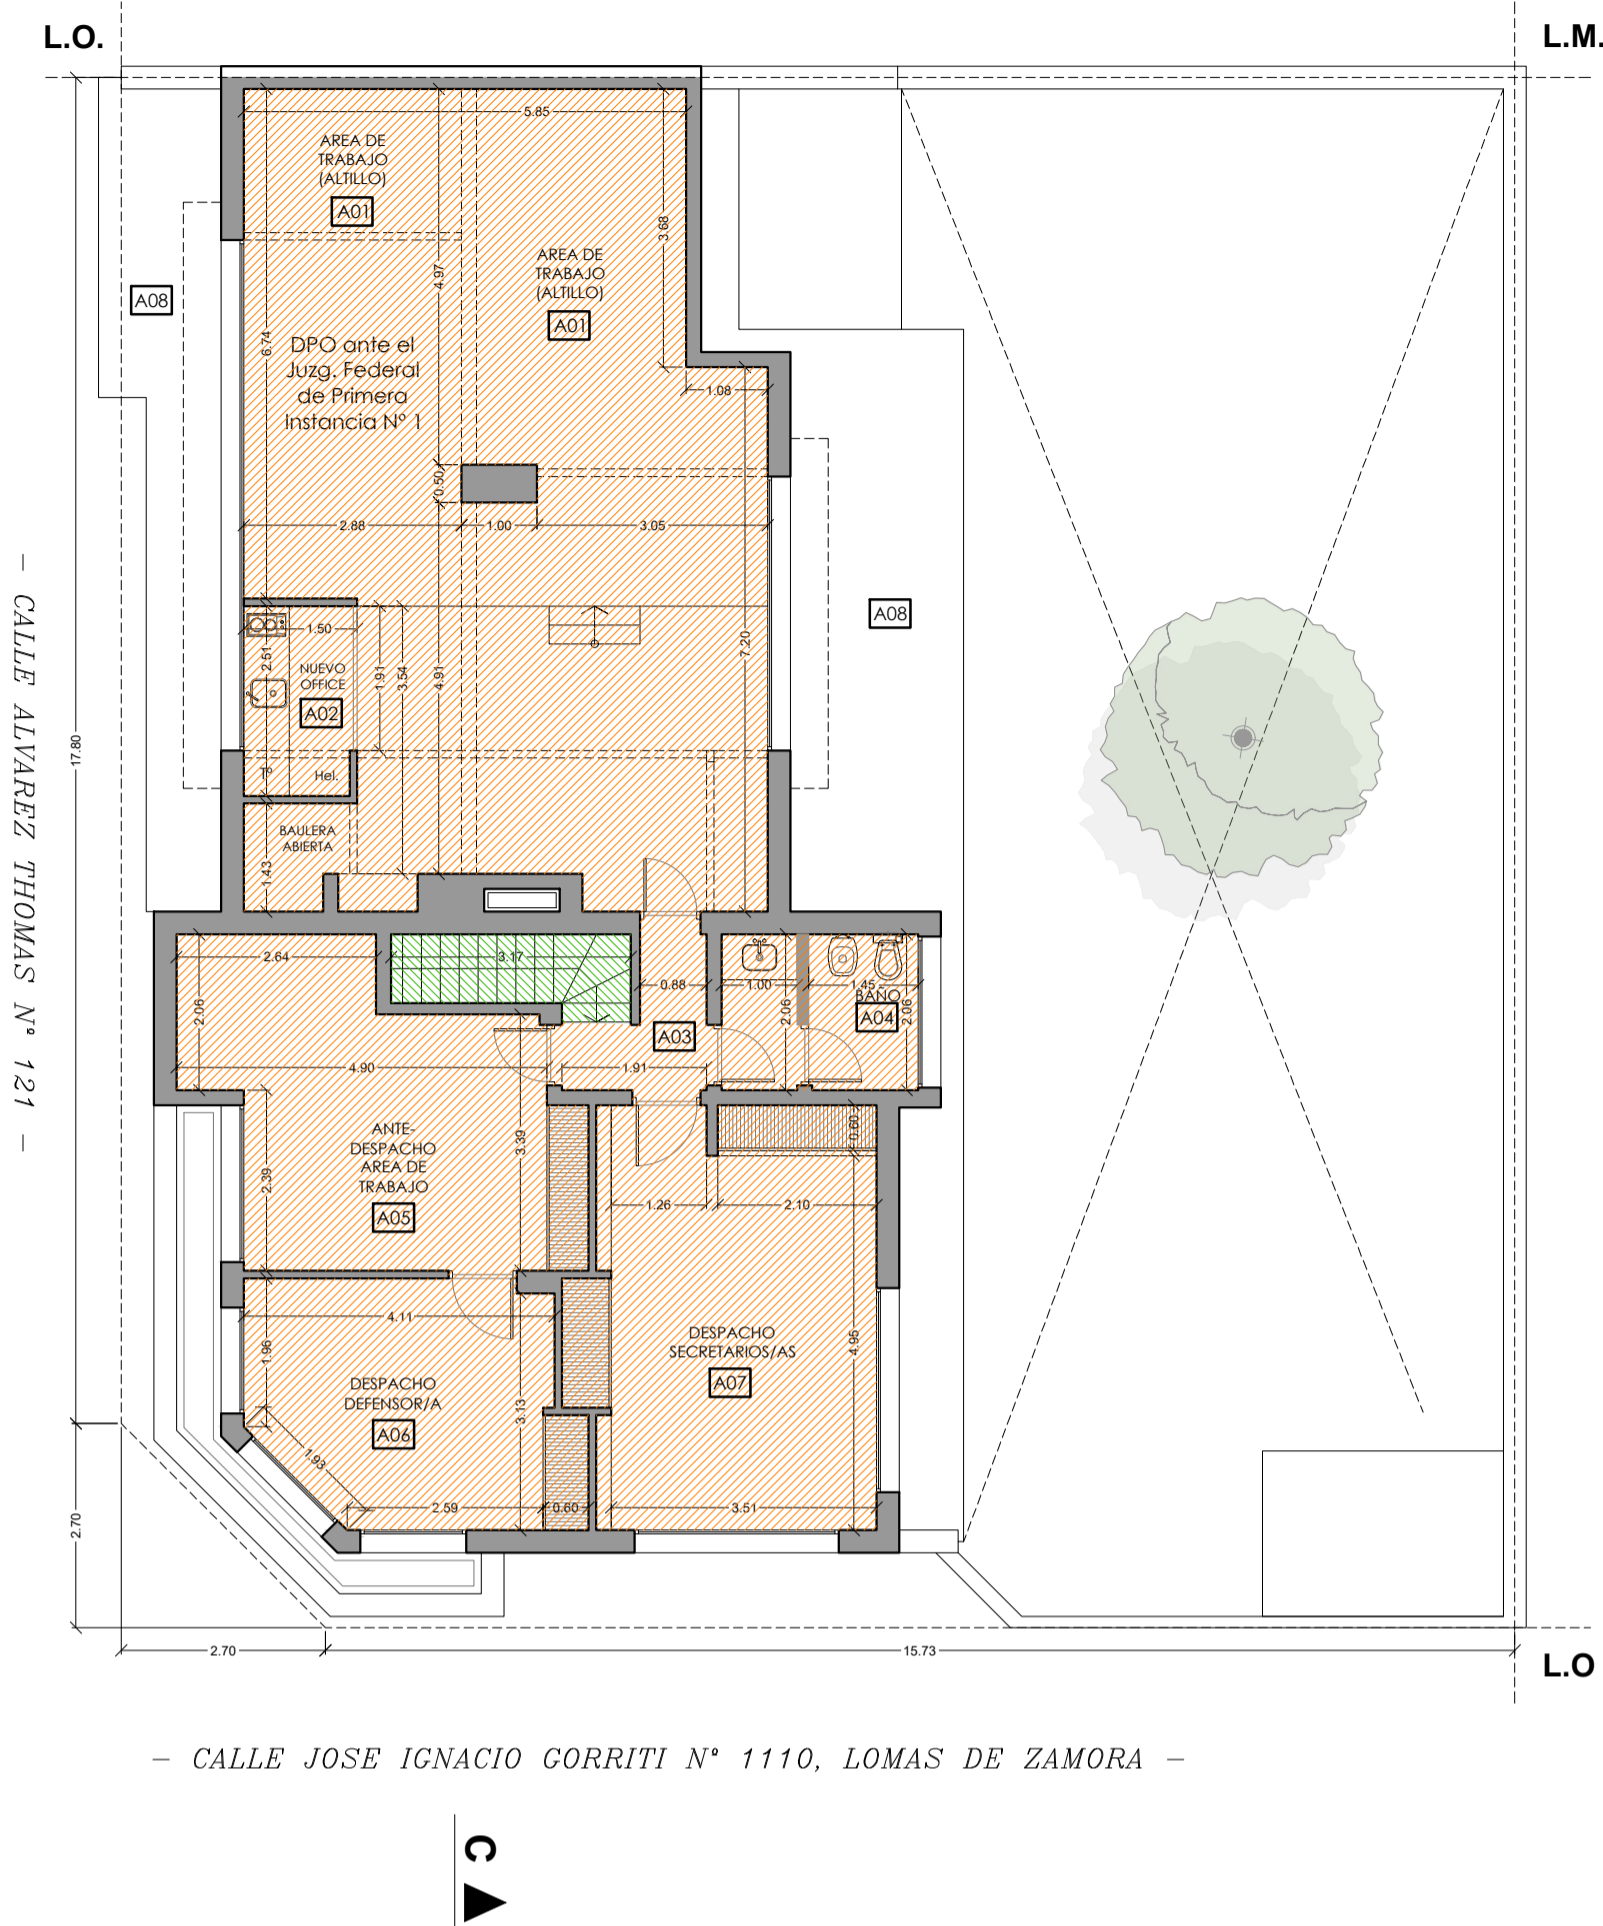 L.O.
L.M.
5.85
AREA DE
TRABAJO
(ALTILLO)
A01
3.68
AREA DE
TRABAJO
(ALTILLO)
A01
4.97
A08
6.74
DPO ante el
Juzg. Federal
de Primera
Instancia Nº 1
1.08
0.50
2.88
1.00
3.05
A08
1.50
2.51
NUEVO
OFFICE
A02
1.91
3.54
4.91
7.20
17.80
Tº
Hel.
BAULERA
ABIERTA
1.43
– CALLE ALVAREZ THOMAS Nº 121 –
2.64
3.17
0.88
1.00
1.45
2.06
2.06
BAÑO
A04
2.06
A03
4.90
1.91
0.60
ANTE-
DESPACHO
AREA DE
TRABAJO
A05
3.39
2.39
1.26
2.10
4.11
1.96
DESPACHO
SECRETARIOS/AS
A07
4.95
DESPACHO
DEFENSOR/A
A06
3.13
1.93
2.59
0.60
3.51
2.70
2.70
15.73
L.O
– CALLE JOSE IGNACIO GORRITI Nº 1110, LOMAS DE ZAMORA –
C